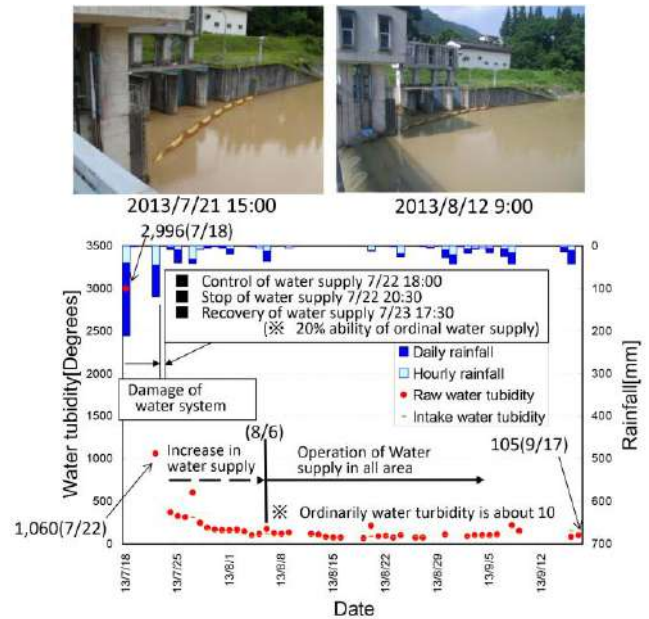 2013/7/21 15:00
2013/8/12 9:00
2,996(7/18)
3500
3000
2500
2000
1500
1000
500
0
Water tubidity[Degrees]
0
100
200
300
400
500
600
700
Rainfall[mm]
■ Control of water supply 7/22 18:00
■ Stop of water supply 7/22 20:30
■ Recovery of water supply 7/23 17:30
(※ 20% ability of ordinal water supply)
Daily rainfall
Hourly rainfall
Raw water tubidity
Intake water tubidity
Damage of
water system
(8/6)
Increase in
water supply
Operation of Water
supply in all area
105(9/17)
1,060(7/22)
※ Ordinarily water turbidity is about 10
13/7/18
13/7/25
13/8/1
13/8/8
13/8/15
13/8/22
13/8/29
13/9/5
13/9/12
Date